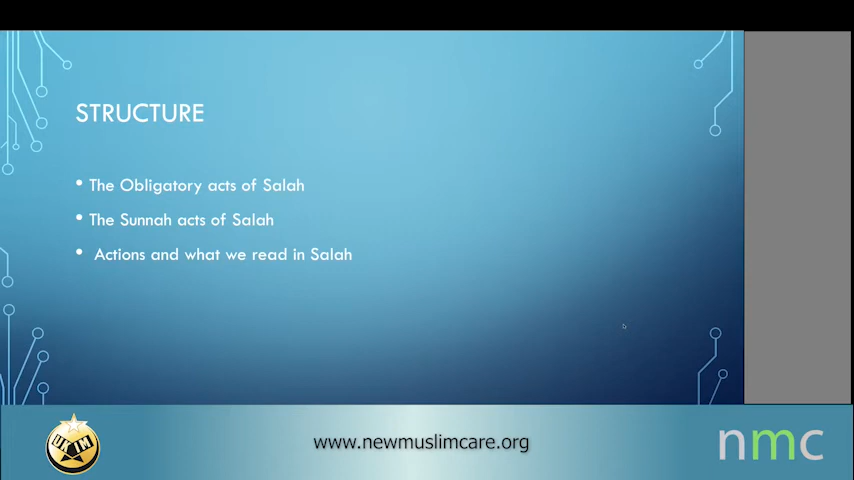 STRUCTURE
• The Obligatory acts of Salah
• The Sunnah acts of Salah
• Actions and what we read in Salah
UKIM
www.newmuslimcare.org
nmc